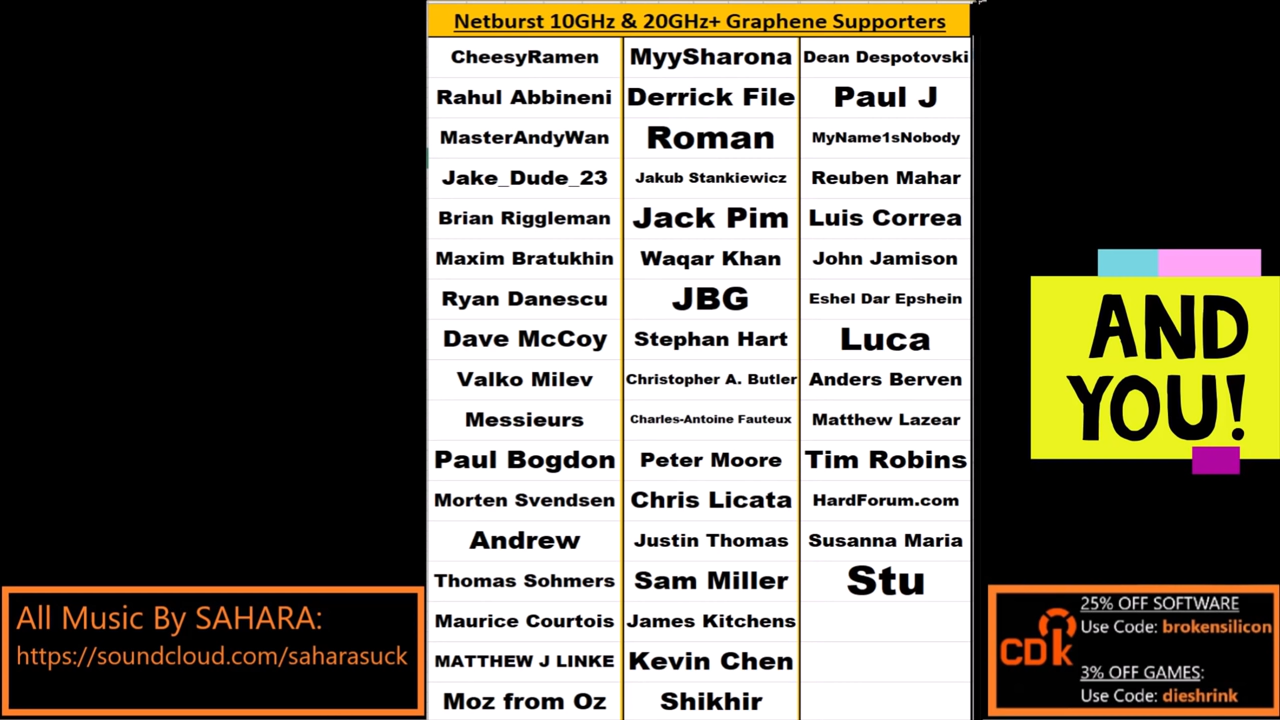 Netburst 10GHz & 20GHz+ Graphene Supporters
CheesyRamen MyySharona Dean Despotovski
Rahul Abbineni Derrick File Paul J
MasterAndyWan Roman MyName1sNobody
Jake_Dude_23 Jakub Stankiewicz Reuben Mahar
Brian Riggleman Jack Pim Luis Correa
Maxim Bratukhin Waqar Khan John Jamison
Ryan Danescu JBG Eshel Dar Epshein
Dave McCoy Stephan Hart Luca
Valko Milev Christopher A. Butler Anders Berven
Messieurs Charles-Antoine Fauteux Matthew Lazear
Paul Bogdon Peter Moore Tim Robins
Morten Svendsen Chris Licata HardForum.com
Andrew Justin Thomas Susanna Maria
Thomas Sohmers Sam Miller Stu
Maurice Courtois James Kitchens
MATTHEW J LINKE Kevin Chen
Moz from Oz Shikhir
AND
YOU!
All Music By SAHARA:
https://soundcloud.com/saharasuck
CDk
25% OFF SOFTWARE
Use Code: brokensilicon
3% OFF GAMES:
Use Code: dieshrink